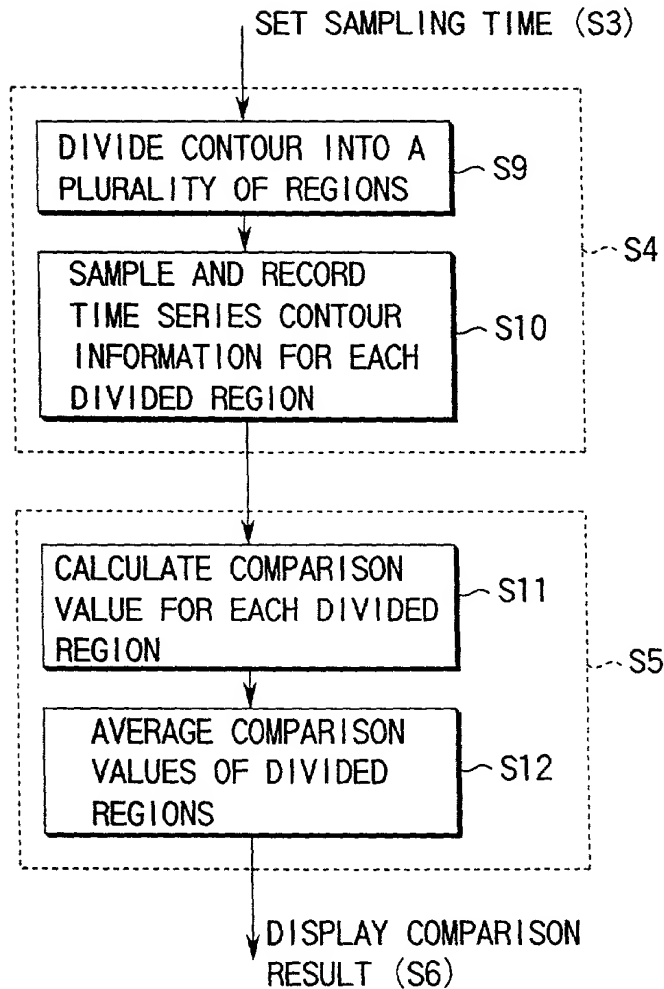 SET SAMPLING TIME (S3)
DIVIDE CONTOUR INTO A
PLURALITY OF REGIONS
S9
S4
SAMPLE AND RECORD
TIME SERIES CONTOUR
INFORMATION FOR EACH
DIVIDED REGION
S10
CALCULATE COMPARISON
VALUE FOR EACH DIVIDED
REGION
S11
S5
AVERAGE COMPARISON
VALUES OF DIVIDED
REGIONS
S12
DISPLAY COMPARISON
RESULT (S6)